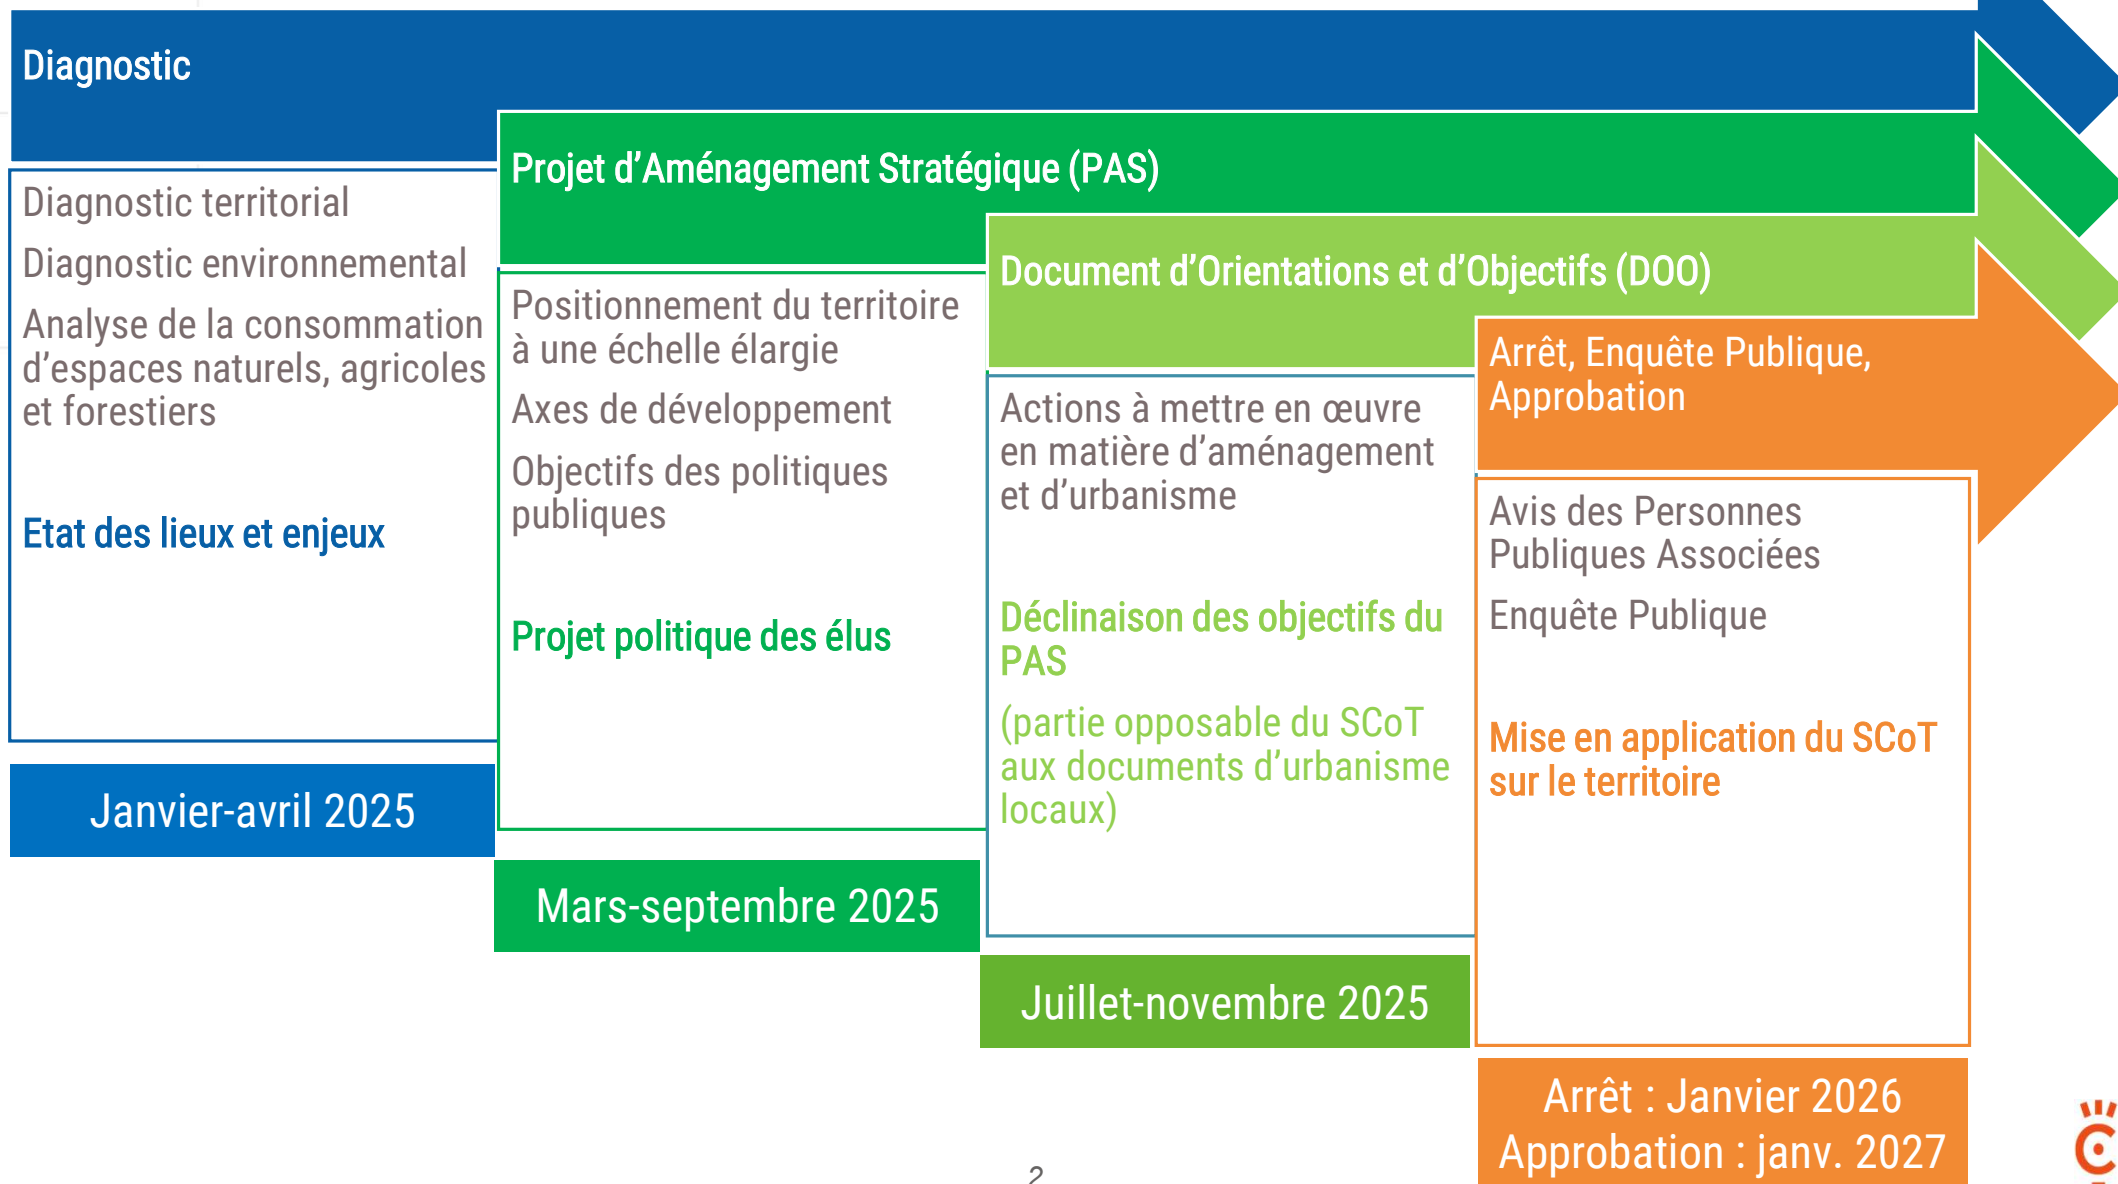 Diagnostic
Diagnostic territorial
Diagnostic environnemental
Analyse de la consommation
d’espaces naturels, agricoles
et forestiers
Etat des lieux et enjeux
Janvier-avril 2025
Projet d’Aménagement Stratégique (PAS)
Positionnement du territoire
à une échelle élargie
Axes de développement
Objectifs des politiques
publiques
Projet politique des élus
Mars-septembre 2025
Document d’Orientations et d’Objectifs (DOO)
Actions à mettre en œuvre
en matière d’aménagement
et d’urbanisme
Déclinaison des objectifs du
PAS
(partie opposable du SCoT
aux documents d’urbanisme
locaux)
Juillet-novembre 2025
Arrêt, Enquête Publique,
Approbation
Avis des Personnes
Publiques Associées
Enquête Publique
Mise en application du SCoT
sur le territoire
Arrêt : Janvier 2026
Approbation : janv. 2027
2